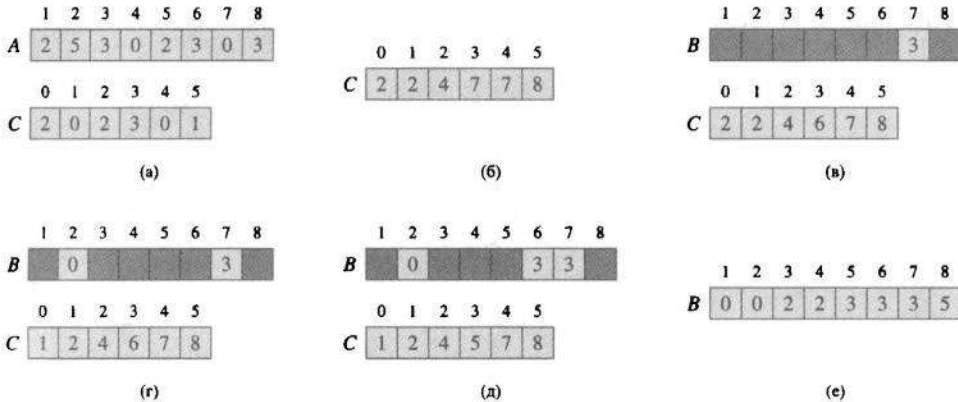 1 2 3 4 5 6 7 8
A 2 5 3 0 2 3 0 3
0 1 2 3 4 5
C 2 0 2 3 0 1
(а)
0 1 2 3 4 5
C 2 2 4 7 7 8
(б)
1 2 3 4 5 6 7 8
B 3
0 1 2 3 4 5
C 2 2 4 6 7 8
(в)
1 2 3 4 5 6 7 8
B 0 3
0 1 2 3 4 5
C 1 2 4 6 7 8
(г)
1 2 3 4 5 6 7 8
B 0 3 3
0 1 2 3 4 5
C 1 2 4 5 7 8
(д)
1 2 3 4 5 6 7 8
B 0 0 2 2 3 3 3 5
(е)